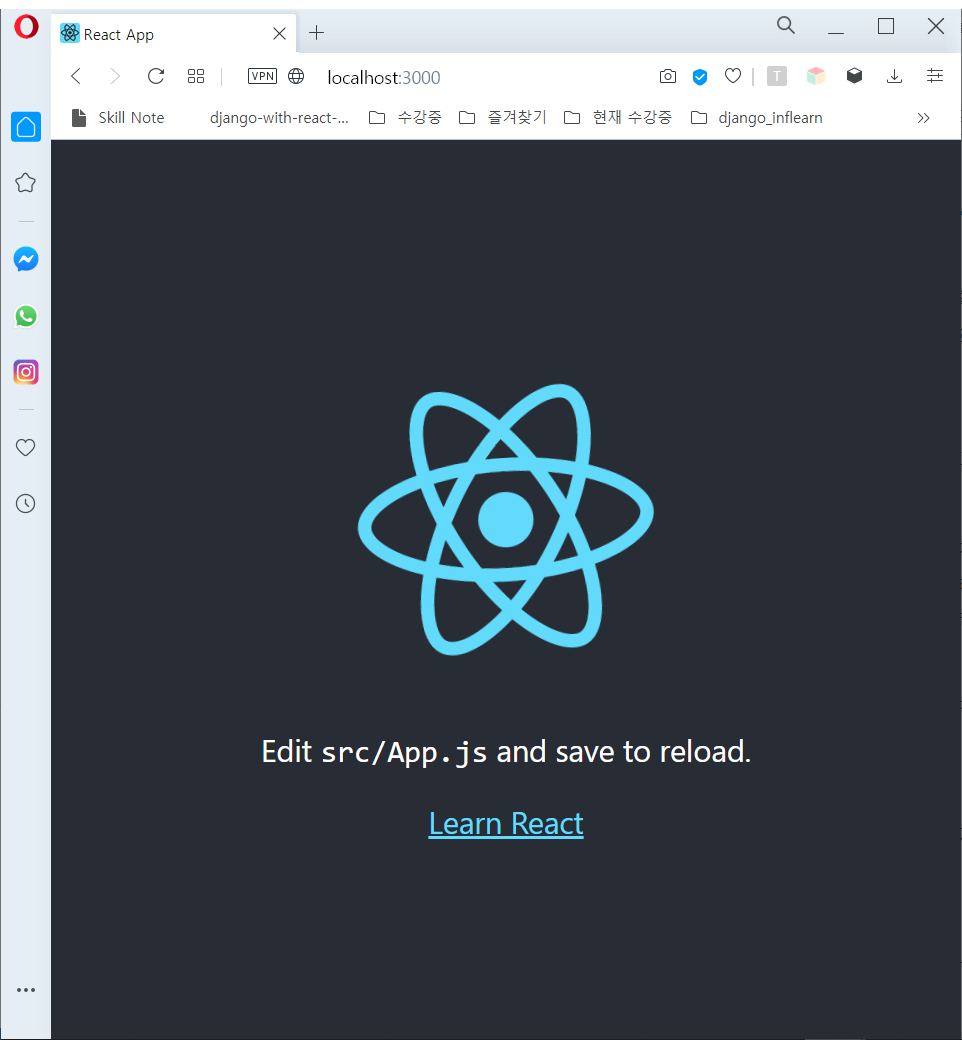 React App
VPN localhost:3000
T
Skill Note django-with-react-... 수강중 즐겨찾기 현재 수강중 django_inflearn
Edit src/App.js and save to reload.
Learn React